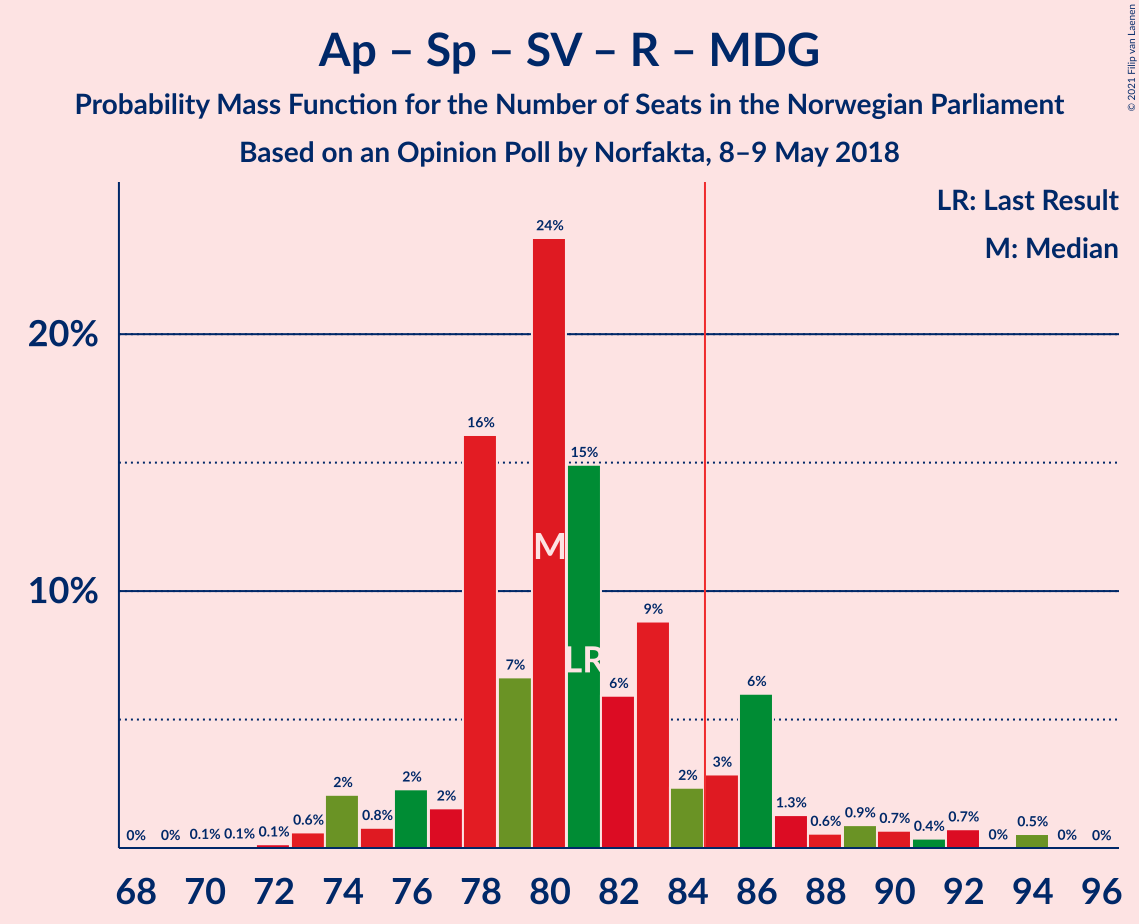 Ap – Sp – SV – R – MDG
Probability Mass Function for the Number of Seats in the Norwegian Parliament
Based on an Opinion Poll by Norfakta, 8–9 May 2018
© 2021 Filip van Laenen
LR: Last Result
M: Median
20%
10%
0% 0% 0.1% 0.1% 0.1% 0.6% 2% 0.8% 2% 2% 16% 7% 24% 15% 6% 9% 2% 3% 6% 1.3% 0.6% 0.9% 0.7% 0.4% 0.7% 0% 0.5% 0% 0%
M
LR
68 70 72 74 76 78 80 82 84 86 88 90 92 94 96